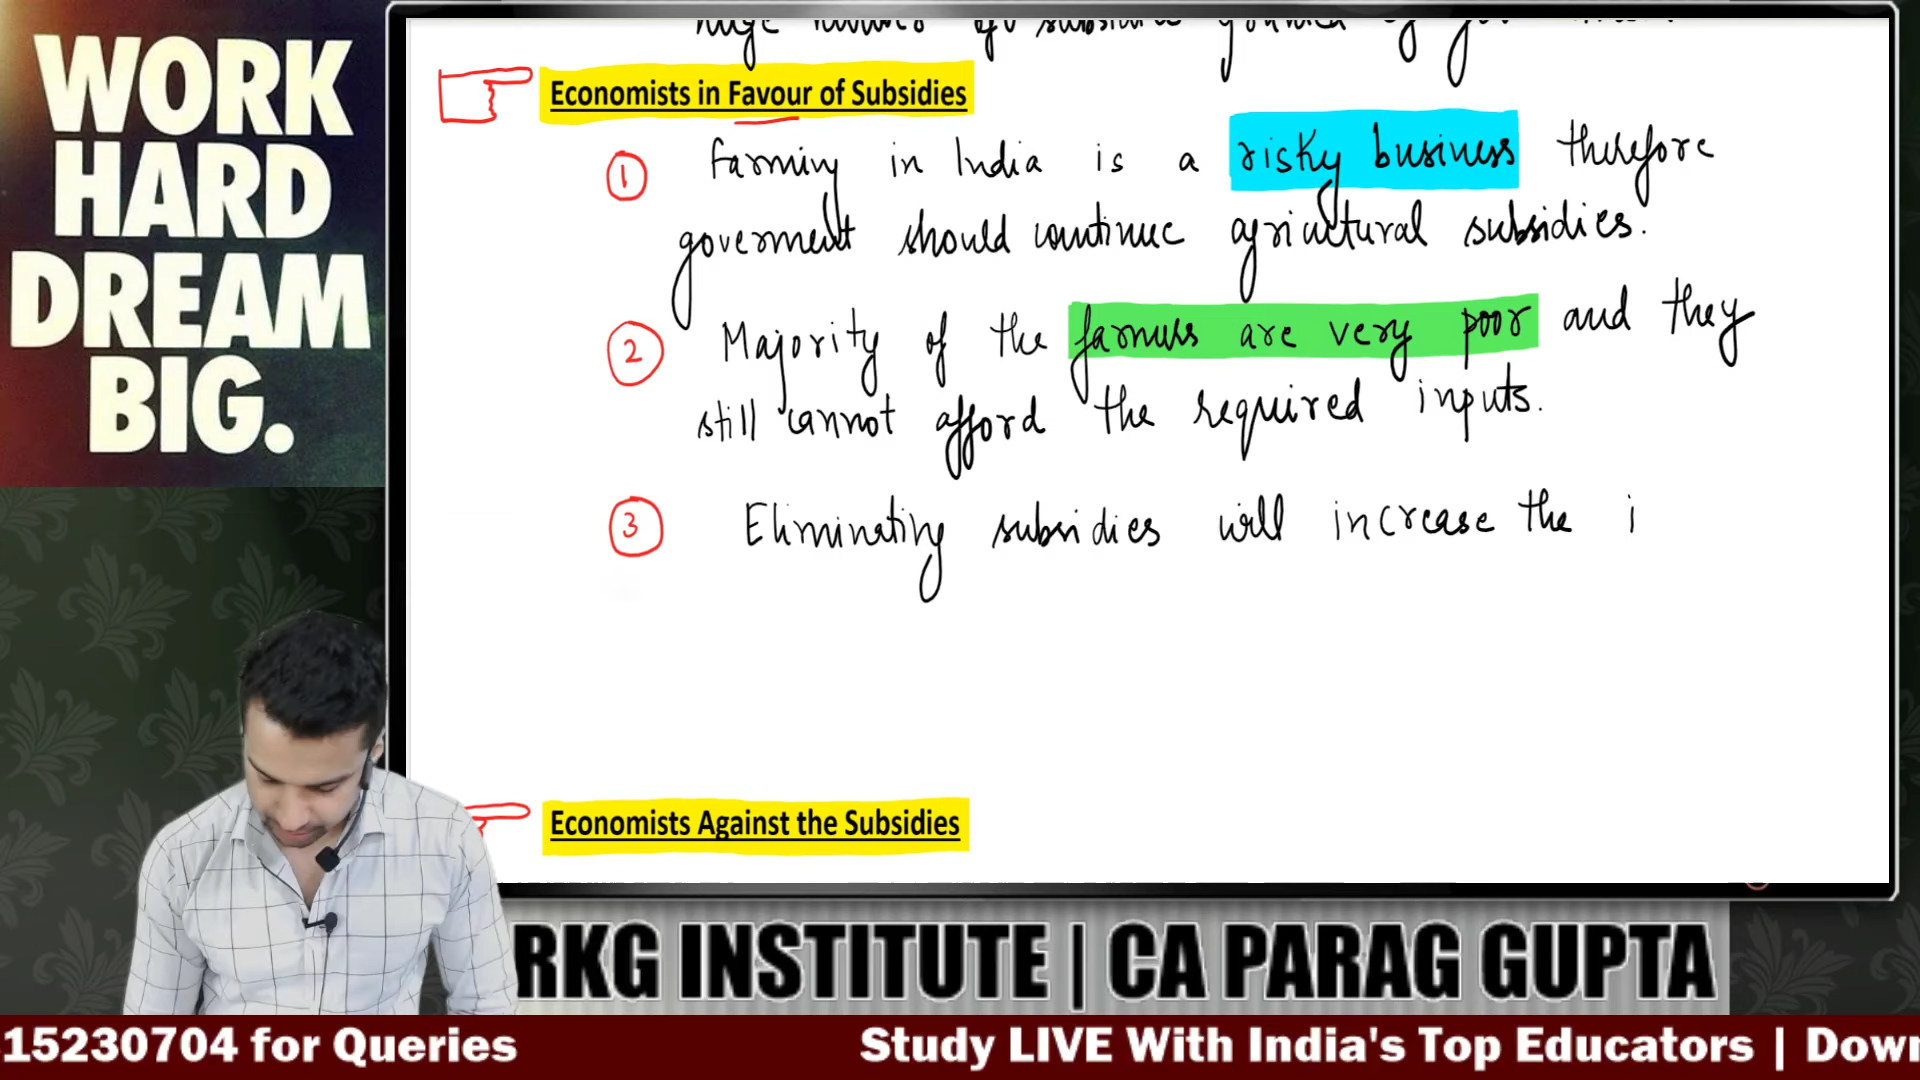 WORK
HARD
DREAM
BIG.
Economists in Favour of Subsidies
1 Farming in India is a risky business therefore
government should continue agricultural subsidies.
2 Majority of the farmers are very poor and they
still cannot afford the required inputs.
3 Eliminating subsidies will increase the i
Economists Against the Subsidies
RKG INSTITUTE | CA PARAG GUPTA
15230704 for Queries
Study LIVE With India's Top Educators | Down